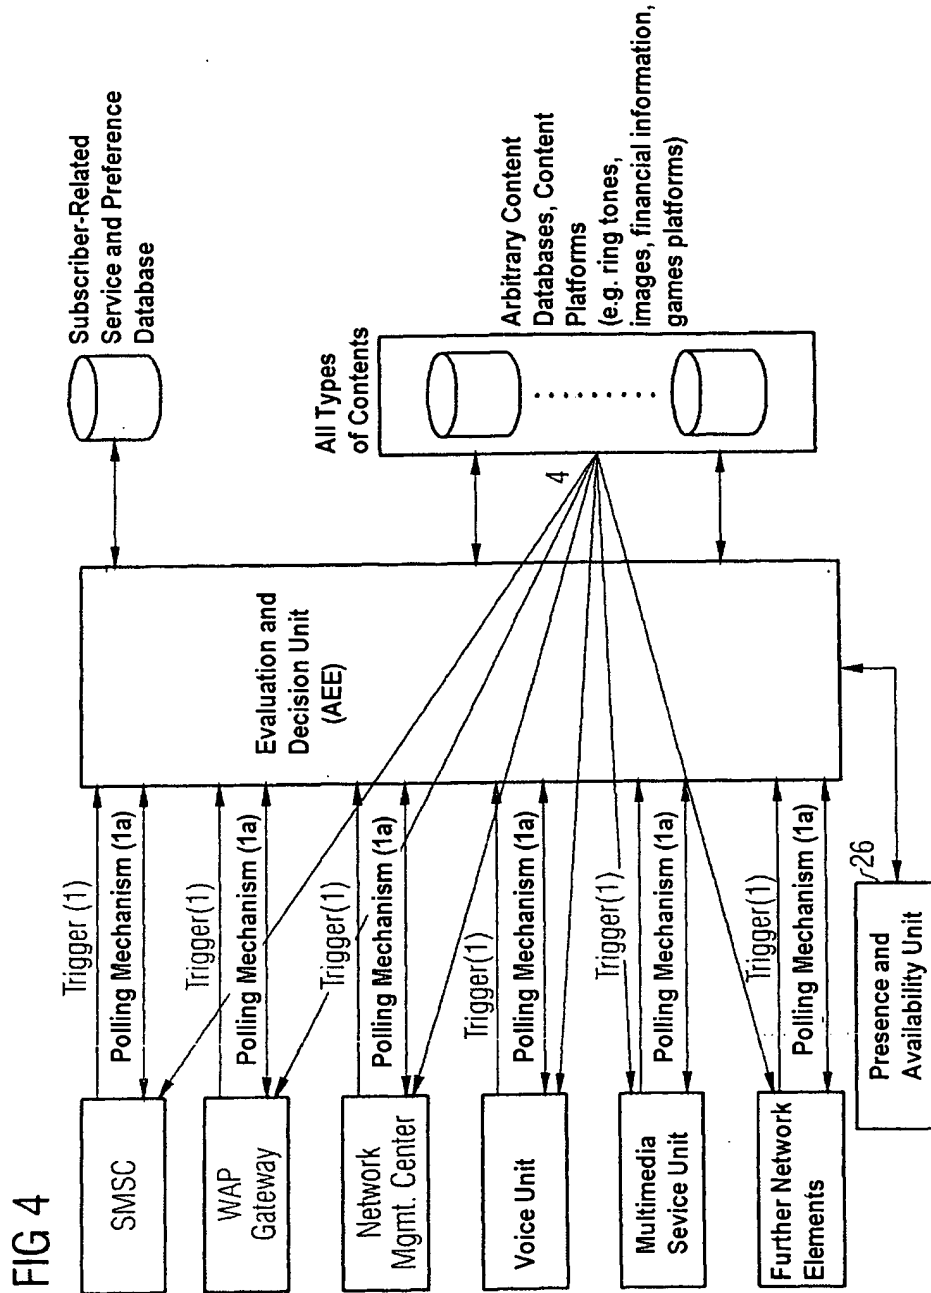 FIG 4
SMSC
WAP
Gateway
Network
Mgmt. Center
Voice Unit
Multimedia
Sevice Unit
Further Network
Elements
Trigger (1)
Polling Mechanism (1a)
Trigger(1)
Polling Mechanism (1a)
Trigger(1)
Polling Mechanism (1a)
Trigger(1)
Polling Mechanism (1a)
Trigger(1)
Polling Mechanism (1a)
Trigger(1)
Polling Mechanism (1a)
Presence and
Availability Unit
26
Evaluation and
Decision Unit
(AEE)
4
All Types
of Contents
Subscriber-Related
Service and Preference
Database
Arbitrary Content
Databases, Content
Platforms
(e.g. ring tones,
images, financial information,
games platforms)